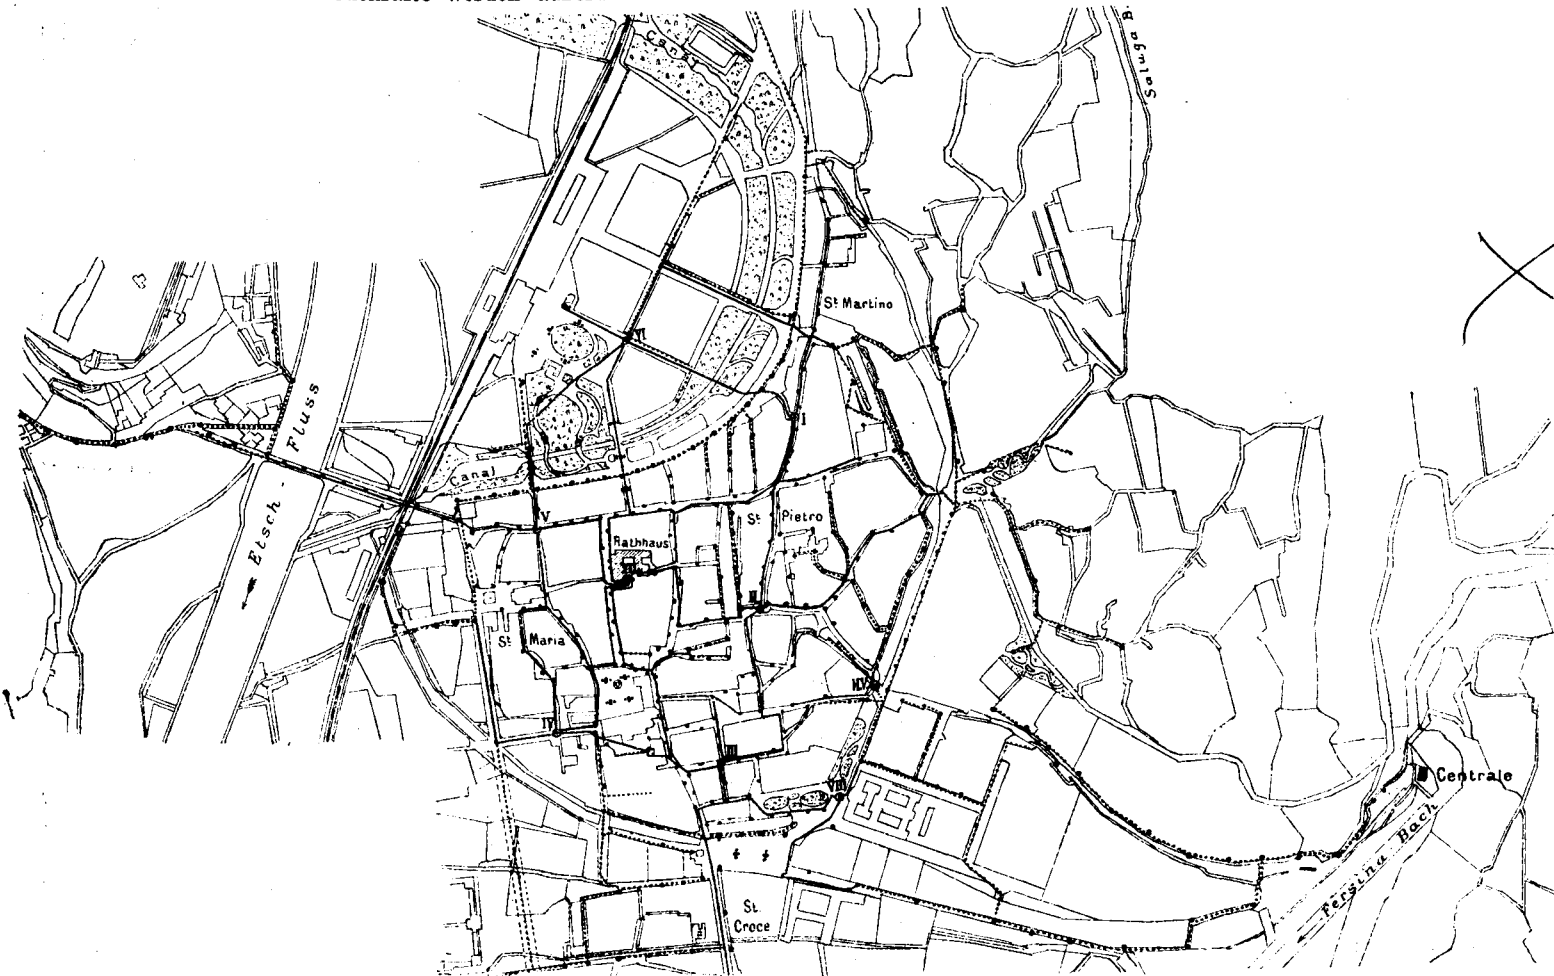 Canal
Saluga B.
St Martino
VI
Etsch - Fluss
I
Canal
V
St Pietro
Rathhaus
II
St Maria
IV
III
VIII
Centrale
Fersina Bach
St. Croce